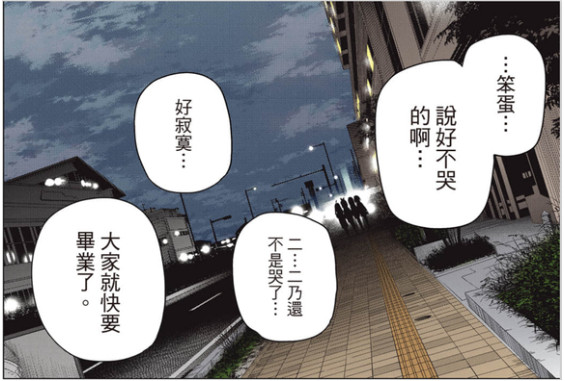 …笨蛋…
說好不哭
的啊…
好寂寞…
二…二乃還
不是哭了…
大家就快要
畢業了。